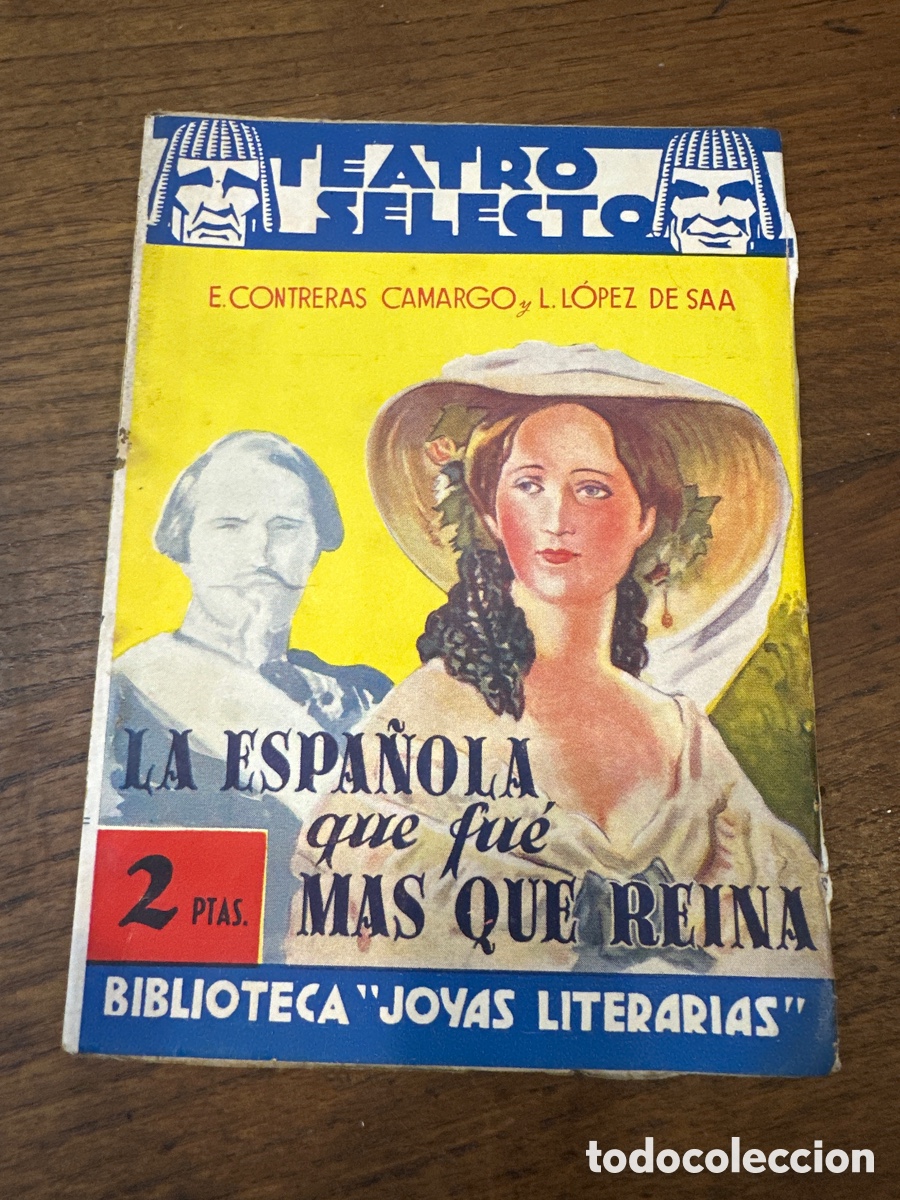 TEATRO
SELECTO
E. CONTRERAS CAMARGO y L. LÓPEZ DE SAA
LA ESPAÑOLA
que fué
MAS QUE REINA
2 PTAS.
BIBLIOTECA "JOYAS LITERARIAS"
todocoleccion